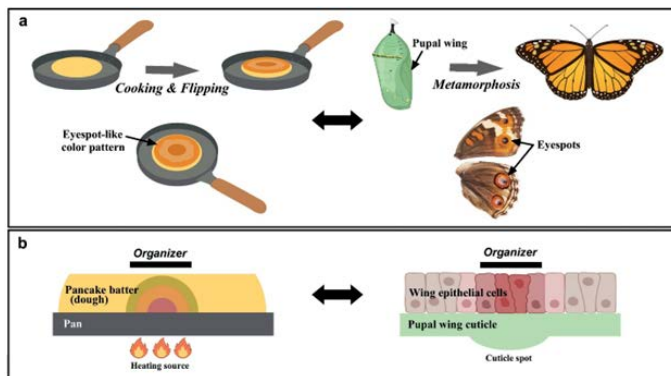 a
Cooking & Flipping
Pupal wing
Metamorphosis
Eyespot-like
color pattern
Eyespots
b
Organizer
Pancake batter
(dough)
Pan
Heating source
Organizer
Wing epithelial cells
Pupal wing cuticle
Cuticle spot